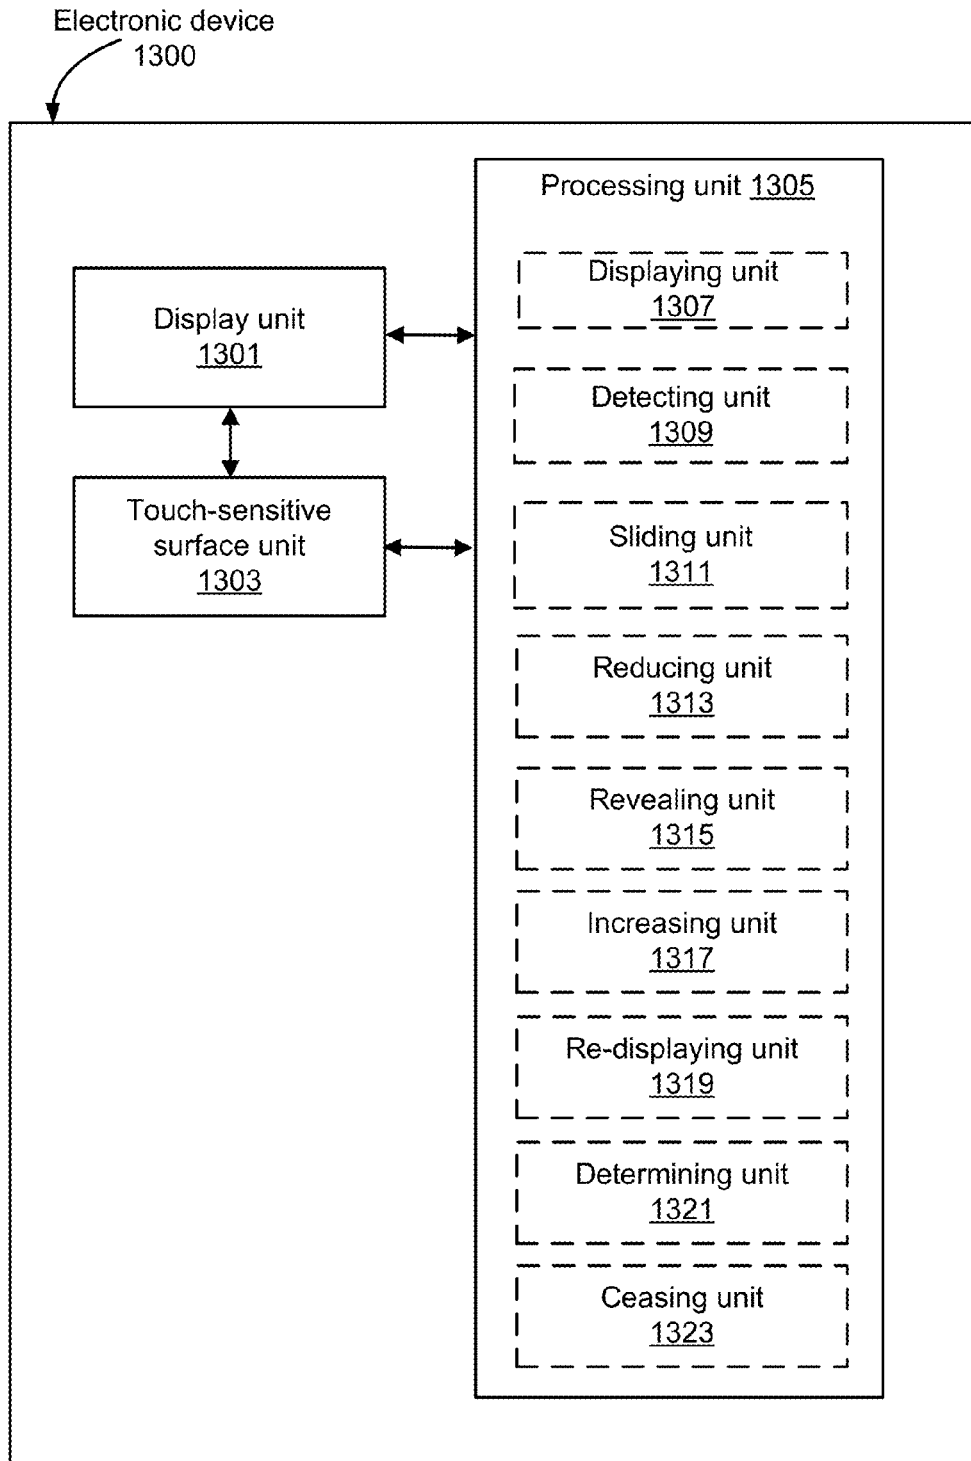 Electronic device
1300
Processing unit 1305
Displaying unit
1307
Display unit
1301
Detecting unit
1309
Touch-sensitive
surface unit
1303
Sliding unit
1311
Reducing unit
1313
Revealing unit
1315
Increasing unit
1317
Re-displaying unit
1319
Determining unit
1321
Ceasing unit
1323